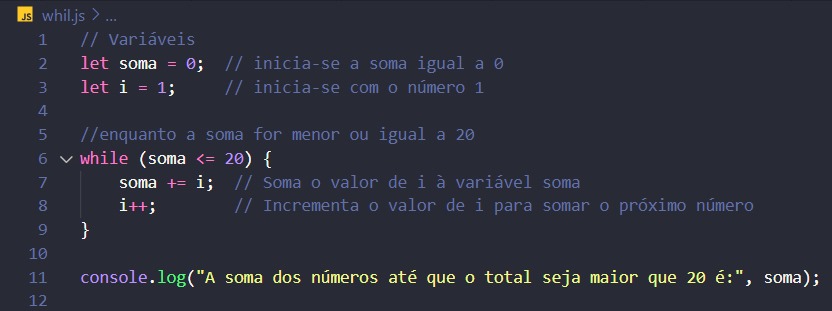 JS whil.js > ...
1 // Variáveis
2 let soma = 0;  // inicia-se a soma igual a 0
3 let i = 1;     // inicia-se com o número 1
4
5 //enquanto a soma for menor ou igual a 20
6 while (soma <= 20) {
7     soma += i;  // Soma o valor de i à variável soma
8     i++;        // Incrementa o valor de i para somar o próximo número
9 }
10
11 console.log("A soma dos números até que o total seja maior que 20 é:", soma);
12